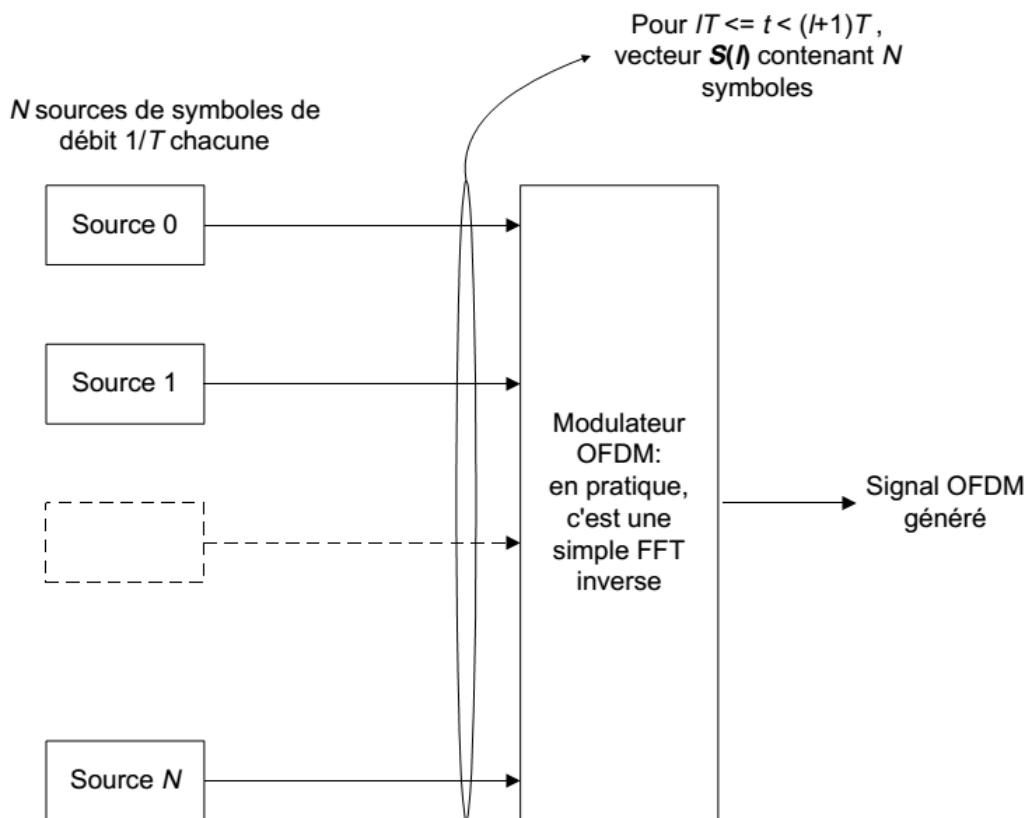 Pour lT <= t < (l+1)T ,
vecteur S(l) contenant N
symboles
N sources de symboles de
débit 1/T chacune
Source 0
Source 1
Modulateur
OFDM:
en pratique,
c'est une
simple FFT
inverse
Signal OFDM
généré
Source N